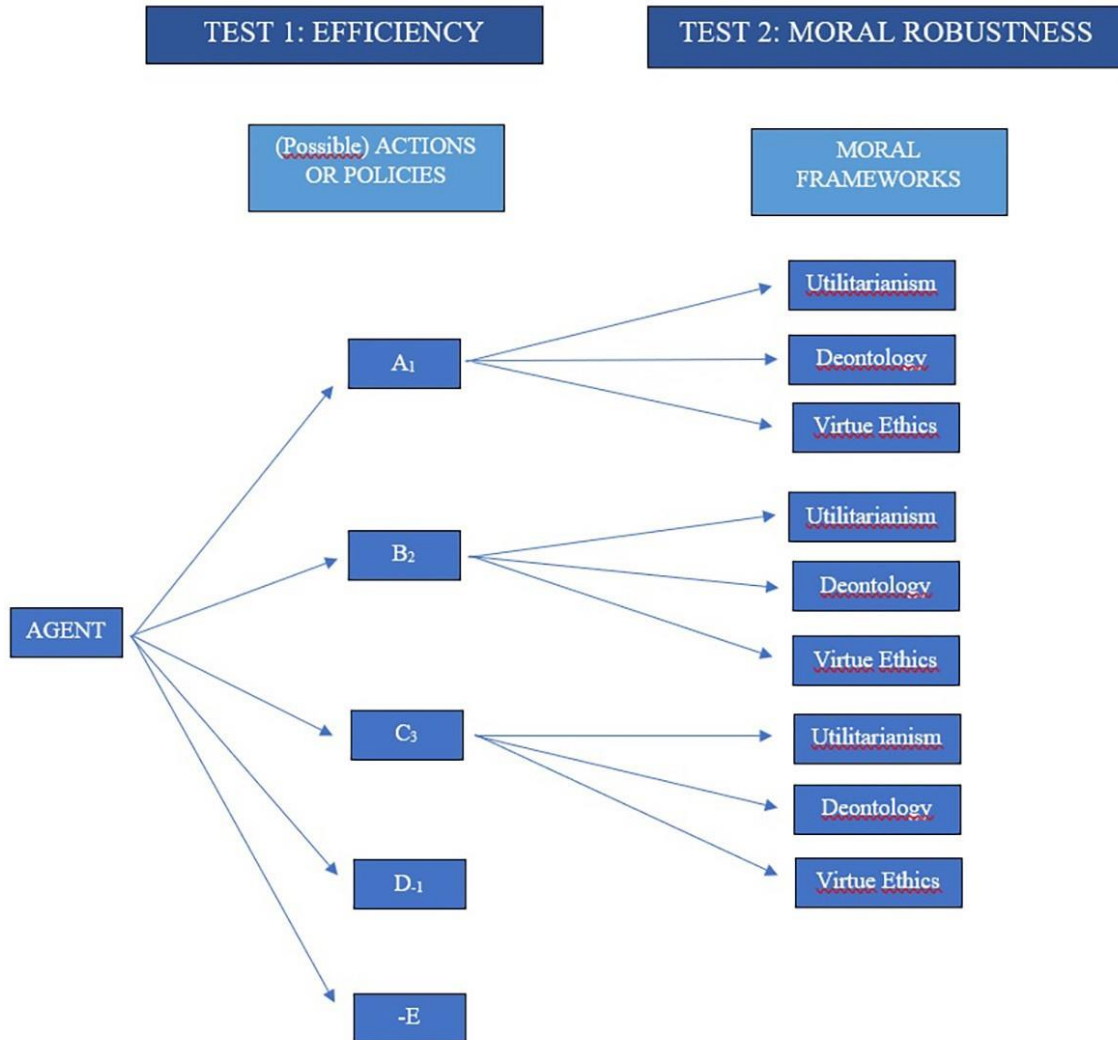 TEST 1: EFFICIENCY
TEST 2: MORAL ROBUSTNESS
(Possible) ACTIONS
OR POLICIES
MORAL
FRAMEWORKS
Utilitarianism
A₁
Deontology
Virtue Ethics
Utilitarianism
B₂
Deontology
AGENT
Virtue Ethics
C₃
Utilitarianism
Deontology
D₋₁
Virtue Ethics
-E